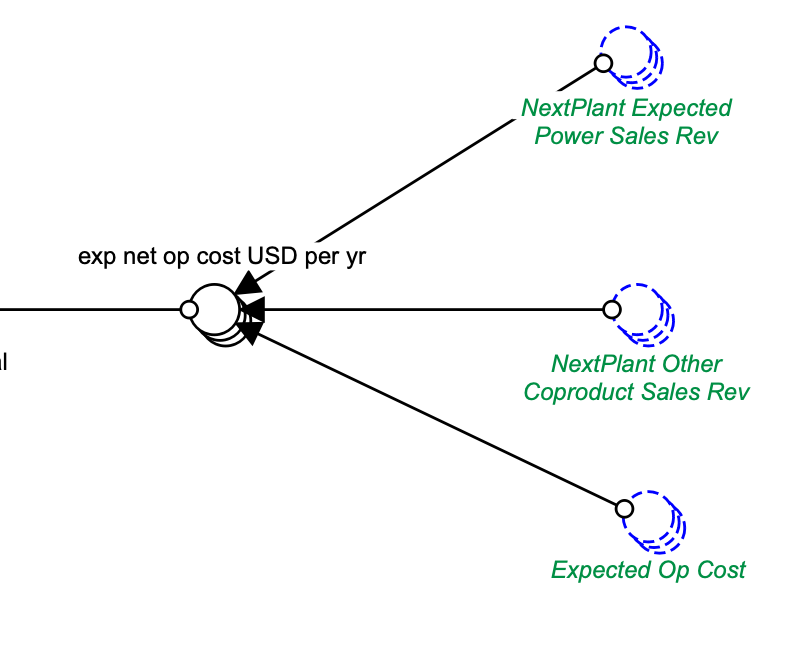 NextPlant Expected
Power Sales Rev
exp net op cost USD per yr
NextPlant Other
Coproduct Sales Rev
Expected Op Cost